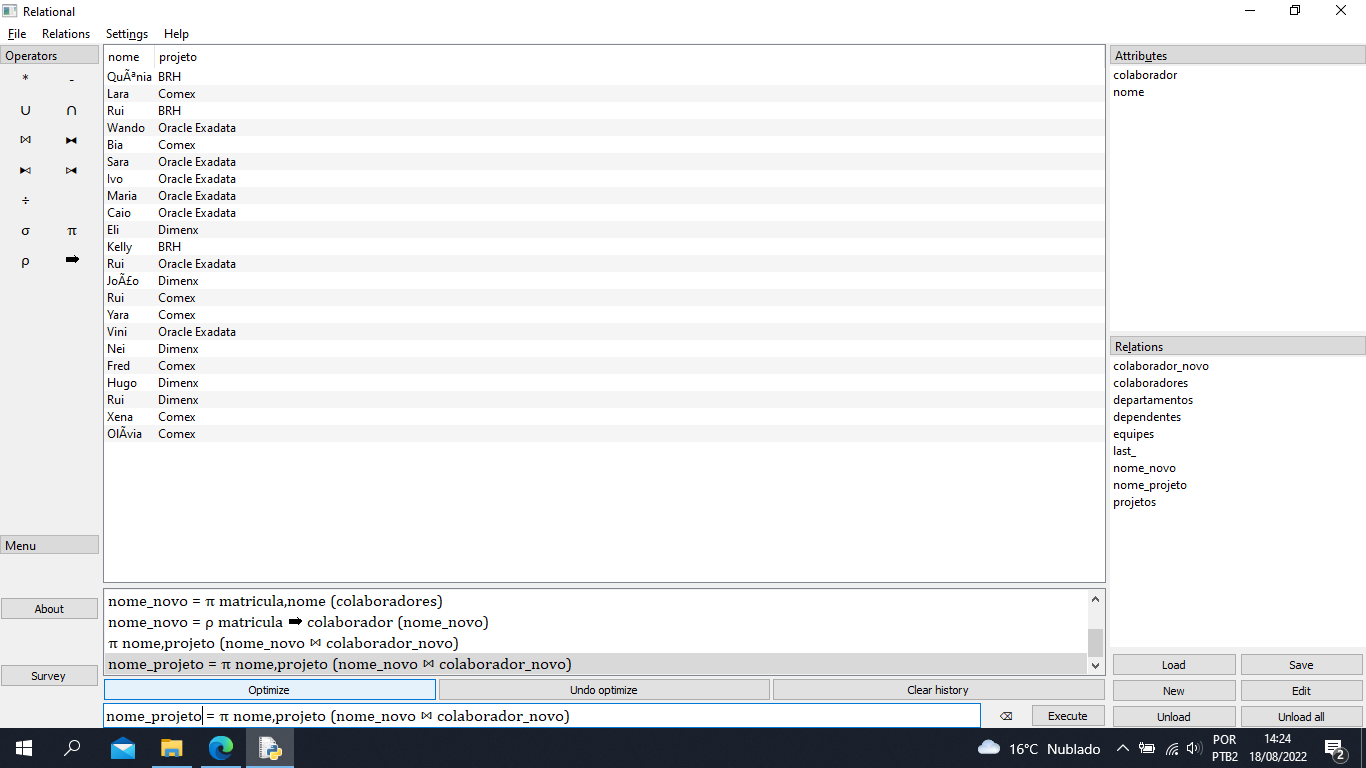 Relational
File Relations Settings Help
Operators
* -
∪ ∩
⋈ ⧓
⧑ ⧒
÷
σ π
ρ ➡
Menu
About
Survey
nome projeto
QuÃªnia BRH
Lara Comex
Rui BRH
Wando Oracle Exadata
Bia Comex
Sara Oracle Exadata
Ivo Oracle Exadata
Maria Oracle Exadata
Caio Oracle Exadata
Eli Dimenx
Kelly BRH
Rui Oracle Exadata
JoÃ£o Dimenx
Rui Comex
Yara Comex
Vini Oracle Exadata
Nei Dimenx
Fred Comex
Hugo Dimenx
Rui Dimenx
Xena Comex
OlÃ­via Comex
nome_novo = π matricula,nome (colaboradores)
nome_novo = ρ matricula ➡ colaborador (nome_novo)
π nome,projeto (nome_novo ⋈ colaborador_novo)
nome_projeto = π nome,projeto (nome_novo ⋈ colaborador_novo)
Optimize Undo optimize Clear history
nome_projeto = π nome,projeto (nome_novo ⋈ colaborador_novo) ⌫ Execute
Attributes
colaborador
nome
Relations
colaborador_novo
colaboradores
departamentos
dependentes
equipes
last_
nome_novo
nome_projeto
projetos
Load Save
New Edit
Unload Unload all
16°C Nublado
POR
PTB2
14:24
18/08/2022
2